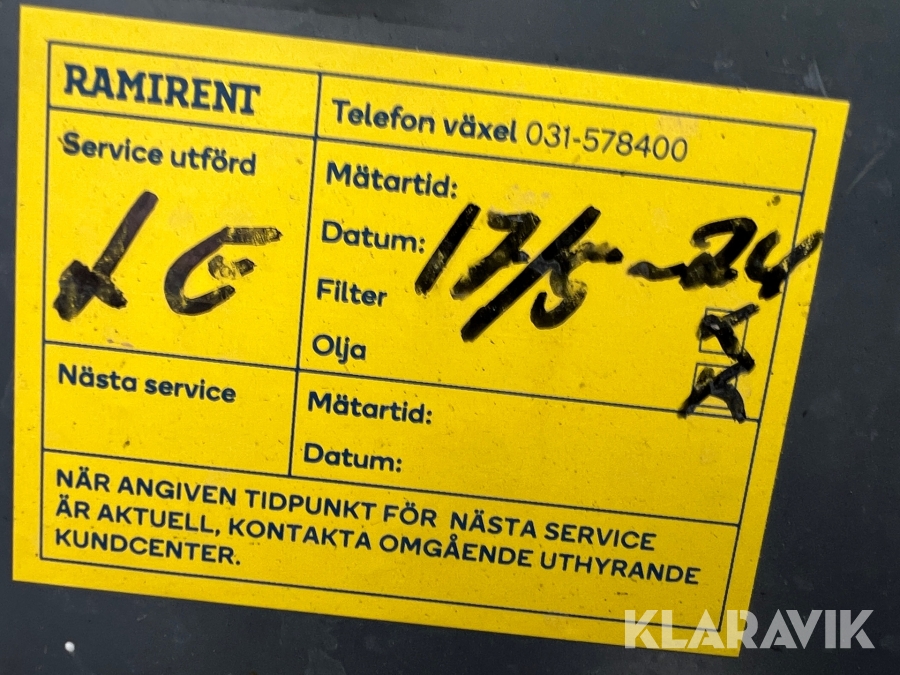 RAMIRENT
Telefon växel 031-578400
Service utförd
Mätartid:
Datum: 17/5-24
Filter X
Olja X
Nästa service
Mätartid:
Datum:
NÄR ANGIVEN TIDPUNKT FÖR NÄSTA SERVICE
ÄR AKTUELL, KONTAKTA OMGÅENDE UTHYRANDE
KUNDCENTER.
KLARAVIK